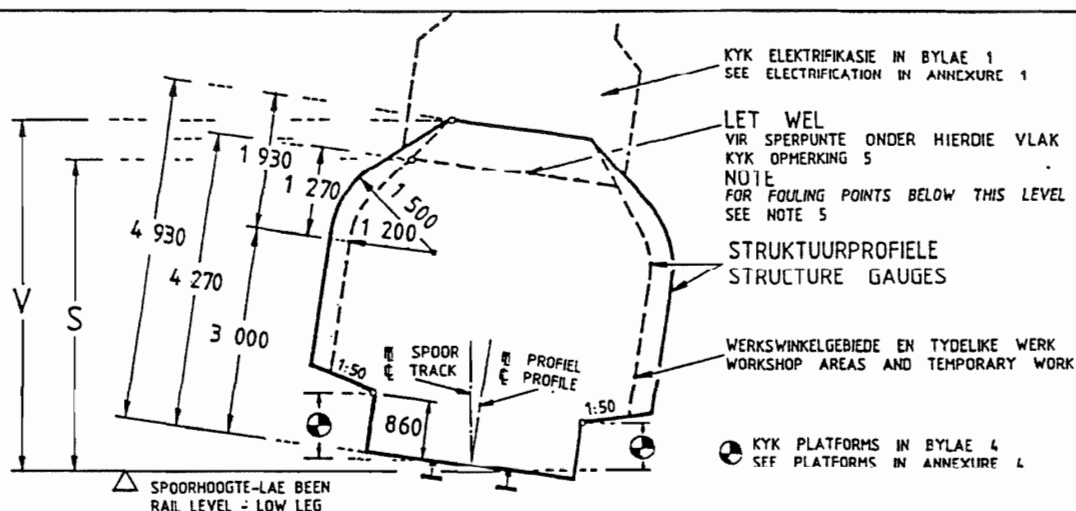 KYK ELEKTRIFIKASIE IN BYLAE 1
SEE ELECTRIFICATION IN ANNEXURE 1
LET WEL
VIR SPERPUNTE ONDER HIERDIE VLAK
KYK OPMERKING 5
NOTE
FOR FOULING POINTS BELOW THIS LEVEL
SEE NOTE 5
STRUKTUURPROFIELE
STRUCTURE GAUGES
WERKSWINKELGEBIEDE EN TYDELIKE WERK
WORKSHOP AREAS AND TEMPORARY WORK
KYK PLATFORMS IN BYLAE 4
SEE PLATFORMS IN ANNEXURE 4
V
S
4 930
4 270
3 000
1 930
1 270
1 500
1 200
1:50
SPOOR
TRACK
PROFIEL
PROFILE
860
1:50
SPOORHOOGTE-LAE BEEN
RAIL LEVEL - LOW LEG